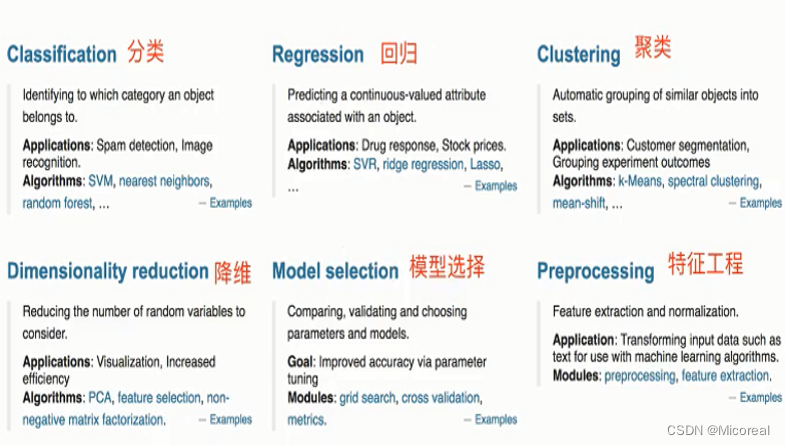 Classification 分类
Identifying to which category an object
belongs to.
Applications: Spam detection, Image
recognition.
Algorithms: SVM, nearest neighbors,
random forest, ...
— Examples
Regression 回归
Predicting a continuous-valued attribute
associated with an object.
Applications: Drug response, Stock prices.
Algorithms: SVR, ridge regression, Lasso,
...
— Examples
Clustering 聚类
Automatic grouping of similar objects into
sets.
Applications: Customer segmentation,
Grouping experiment outcomes
Algorithms: k-Means, spectral clustering,
mean-shift, ...
— Examples
Dimensionality reduction 降维
Reducing the number of random variables to
consider.
Applications: Visualization, Increased
efficiency
Algorithms: PCA, feature selection, non-
negative matrix factorization.
— Examples
Model selection 模型选择
Comparing, validating and choosing
parameters and models.
Goal: Improved accuracy via parameter
tuning
Modules: grid search, cross validation,
metrics.
— Examples
Preprocessing 特征工程
Feature extraction and normalization.
Application: Transforming input data such as
text for use with machine learning algorithms.
Modules: preprocessing, feature extraction.
— Examples
CSDN @Micoreal